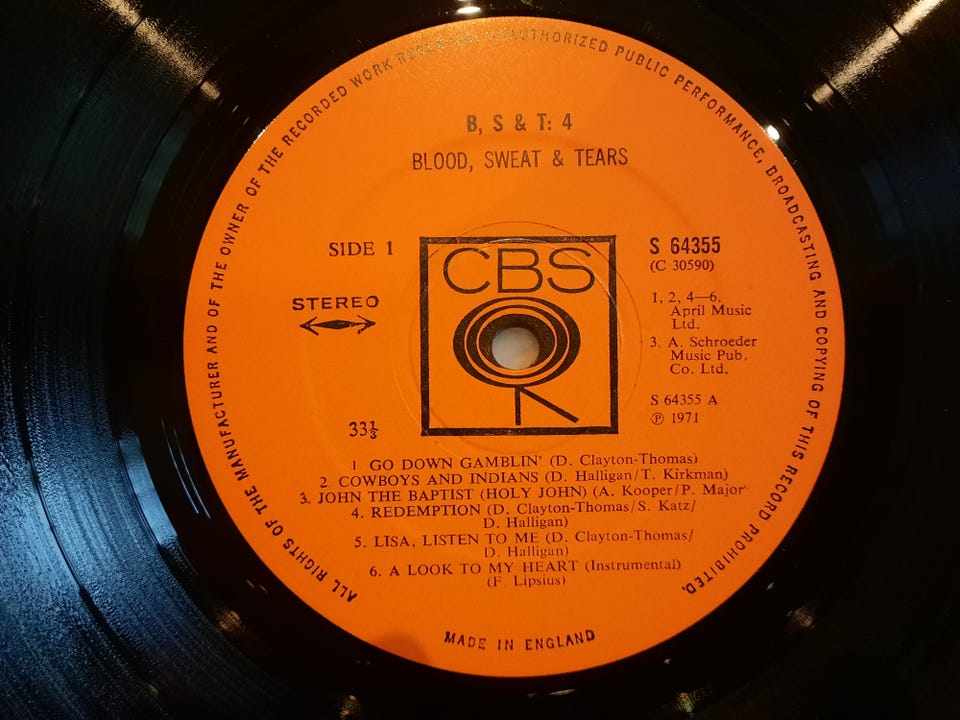 ALL RIGHTS OF THE MANUFACTURER AND OF THE OWNER OF THE RECORDED WORK RESERVED. UNAUTHORIZED PUBLIC PERFORMANCE, BROADCASTING AND COPYING OF THIS RECORD PROHIBITED.
B, S & T: 4
BLOOD, SWEAT & TEARS
SIDE 1
STEREO
33⅓
CBS
S 64355
(C 30590)
1, 2, 4—6.
April Music
Ltd.
3. A. Schroeder
Music Pub.
Co. Ltd.
S 64355 A
℗ 1971
1 GO DOWN GAMBLIN' (D. Clayton-Thomas)
2. COWBOYS AND INDIANS (D. Halligan/T. Kirkman)
3. JOHN THE BAPTIST (HOLY JOHN) (A. Kooper/P. Major)
4. REDEMPTION (D. Clayton-Thomas/S. Katz/
D. Halligan)
5. LISA, LISTEN TO ME (D. Clayton-Thomas/
D. Halligan)
6. A LOOK TO MY HEART (Instrumental)
(F. Lipsius)
MADE IN ENGLAND